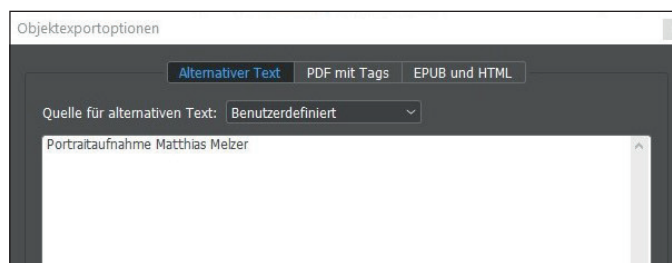 Objektexportoptionen
Alternativer Text PDF mit Tags EPUB und HTML
Quelle für alternativen Text: Benutzerdefiniert
Portraitaufnahme Matthias Melzer